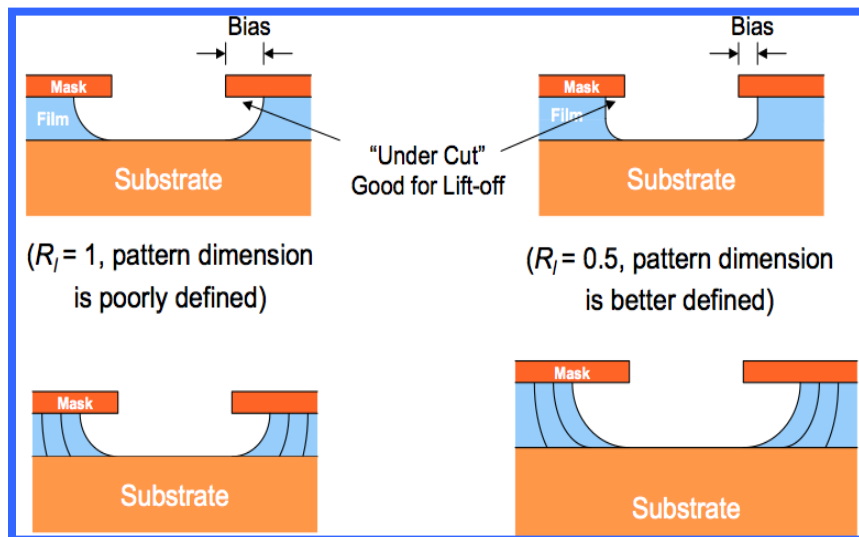 Bias
Bias
Mask
Mask
Film
Film
"Under Cut"
Good for Lift-off
Substrate
Substrate
(Rₗ = 1, pattern dimension
is poorly defined)
(Rₗ = 0.5, pattern dimension
is better defined)
Mask
Mask
Substrate
Substrate